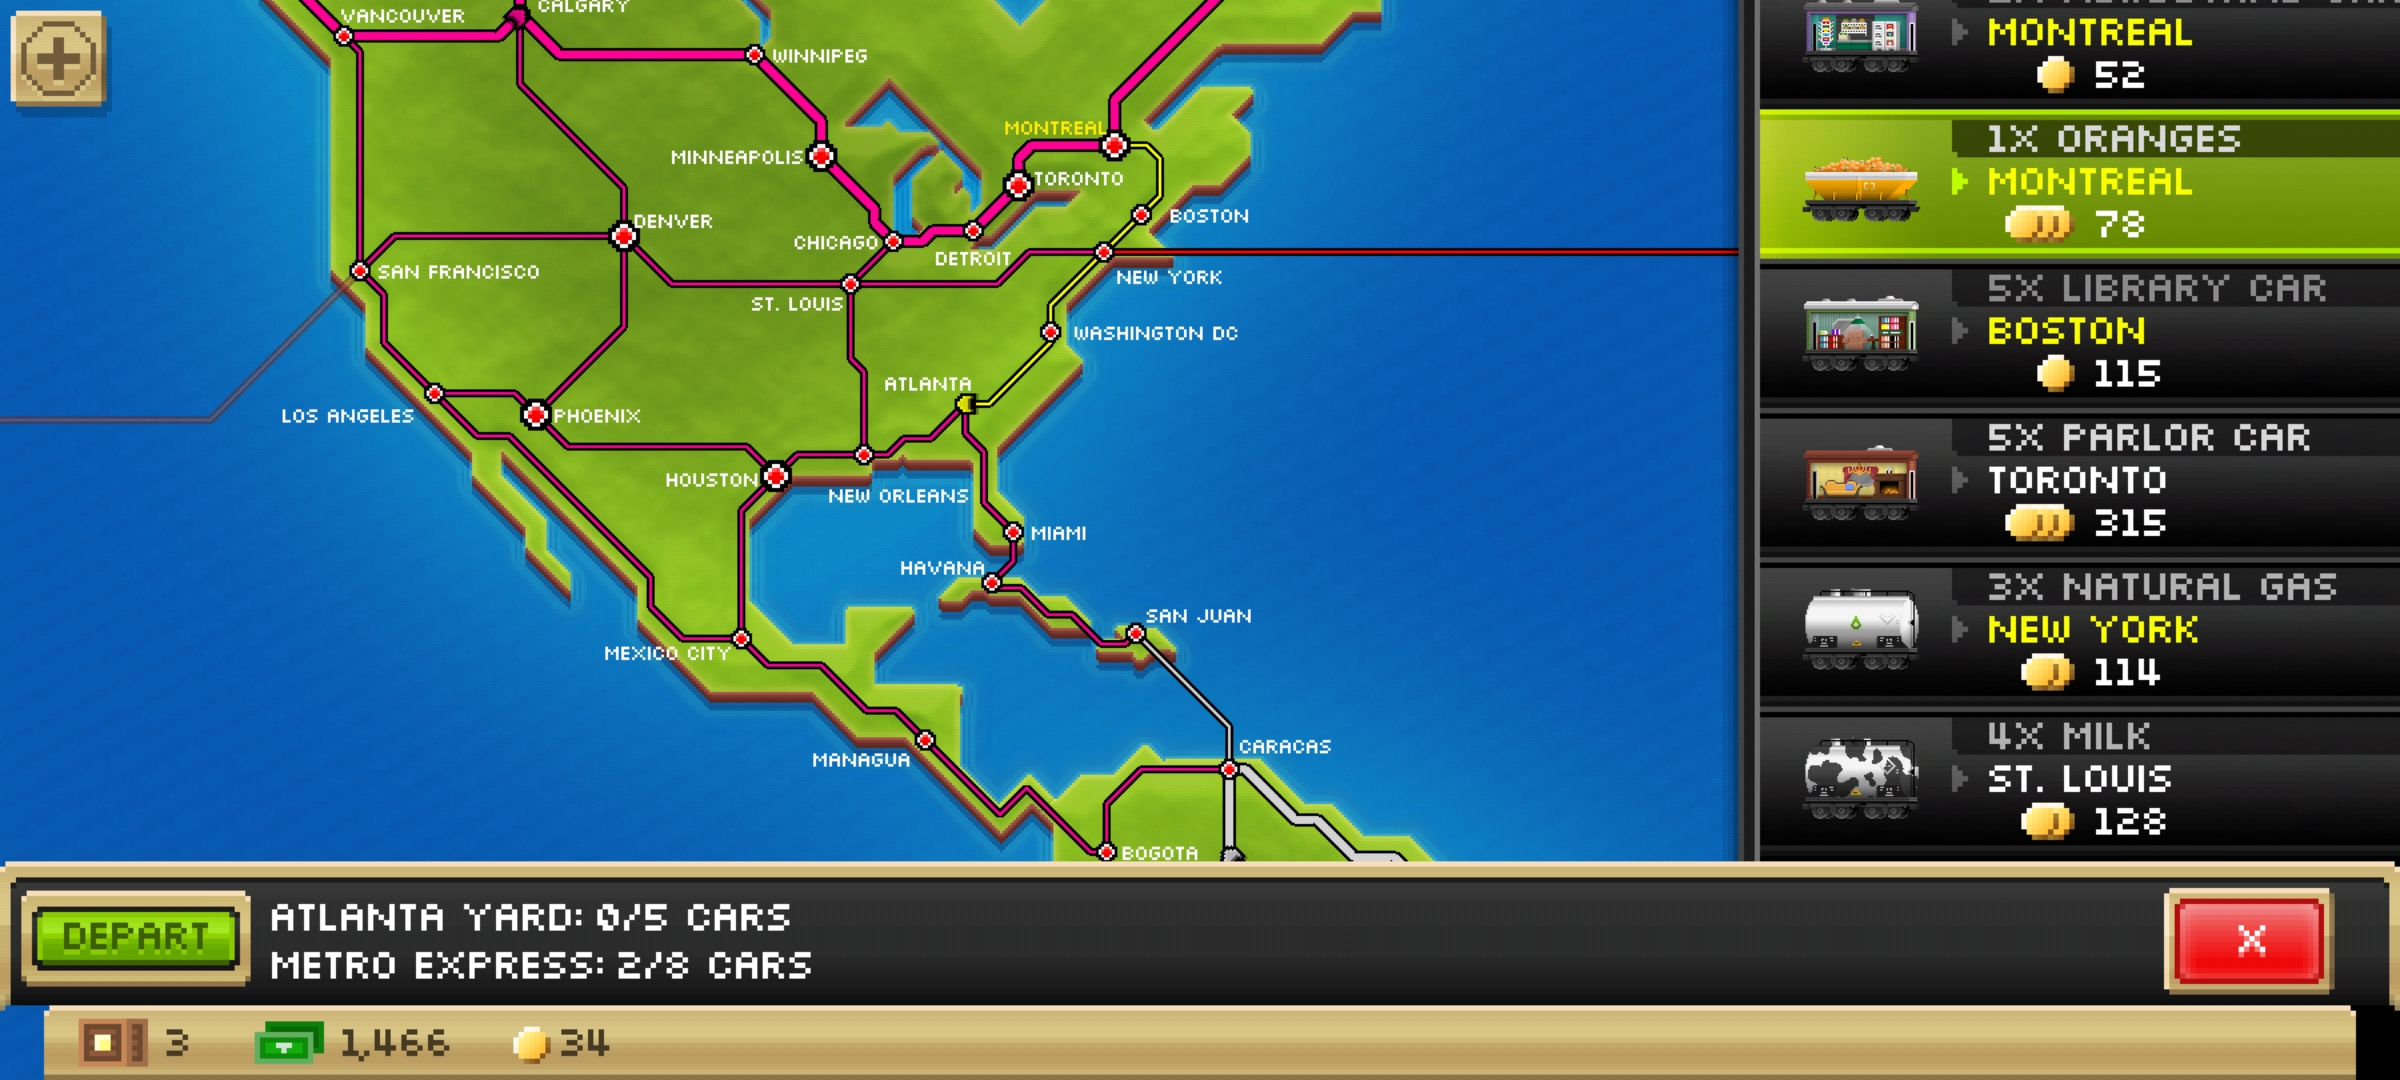 VANCOUVER
CALGARY
WINNIPEG
MONTREAL
MINNEAPOLIS
TORONTO
BOSTON
DENVER
CHICAGO
DETROIT
SAN FRANCISCO
NEW YORK
ST. LOUIS
WASHINGTON DC
ATLANTA
LOS ANGELES
PHOENIX
HOUSTON
NEW ORLEANS
MIAMI
HAVANA
SAN JUAN
MEXICO CITY
CARACAS
MANAGUA
BOGOTA
MONTREAL
52
1X ORANGES
MONTREAL
78
5X LIBRARY CAR
BOSTON
115
5X PARLOR CAR
TORONTO
315
3X NATURAL GAS
NEW YORK
114
4X MILK
ST. LOUIS
128
DEPART
ATLANTA YARD: 0/5 CARS
METRO EXPRESS: 2/8 CARS
X
3
1,466
34